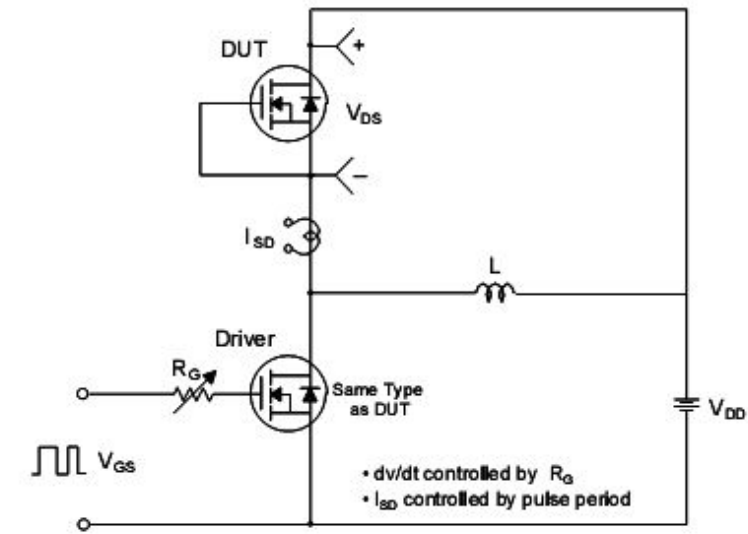 DUT
+
VDS
−
ISD
L
Driver
RG
Same Type
as DUT
VDD
VGS
• dv/dt controlled by RG
• ISD controlled by pulse period